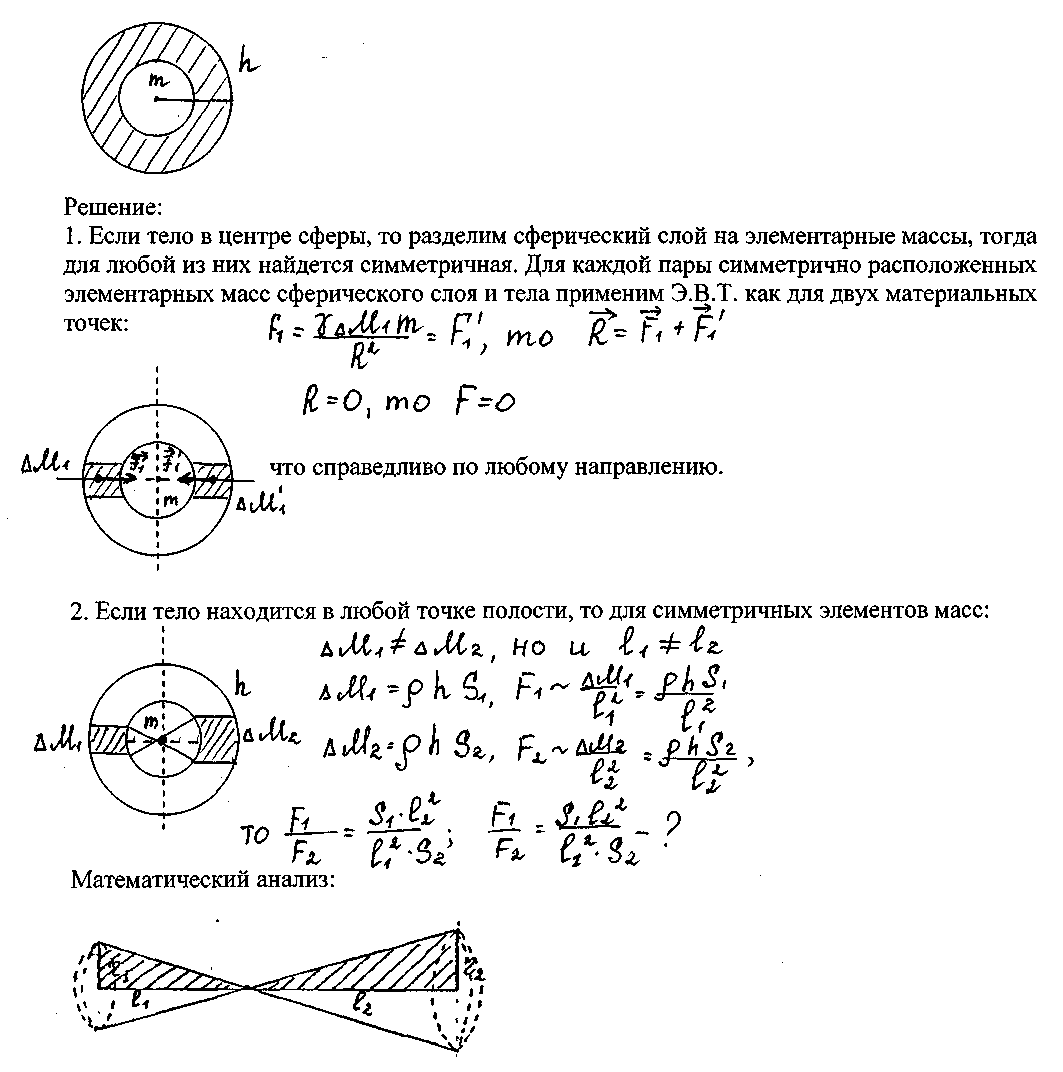 m h
Решение:
1. Если тело в центре сферы, то разделим сферический слой на элементарные массы, тогда
для любой из них найдется симметричная. Для каждой пары симметрично расположенных
элементарных масс сферического слоя и тела применим Э.В.Т. как для двух материальных
точек: F₁ = γΔM₁m/R² = F₁', то R⃗ = F⃗₁ + F⃗₁'
R=0, то F=0
ΔM₁ F⃗₁ F⃗₁' m ΔM₁'
что справедливо по любому направлению.
2. Если тело находится в любой точке полости, то для симметричных элементов масс:
ΔM₁ ≠ ΔM₂, но и l₁ ≠ l₂
ΔM₁ = ρhS₁, F₁ ~ ΔM₁/l₁² = ρhS₁/l₁²
ΔM₁ m h ΔM₂
ΔM₂ = ρhS₂, F₂ ~ ΔM₂/l₂² = ρhS₂/l₂²,
то F₁/F₂ = S₁·l₂²/l₁²·S₂; F₁/F₂ = S₁l₂²/l₁²·S₂ - ?
Математический анализ:
r₁ r₂
l₁ l₂